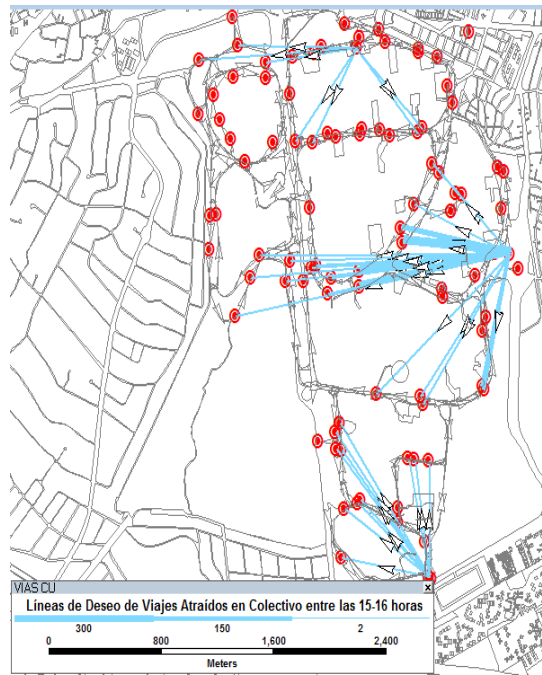 VIAS CU x
Líneas de Deseo de Viajes Atraídos en Colectivo entre las 15-16 horas
300 150 2
0 800 1,600 2,400
Meters